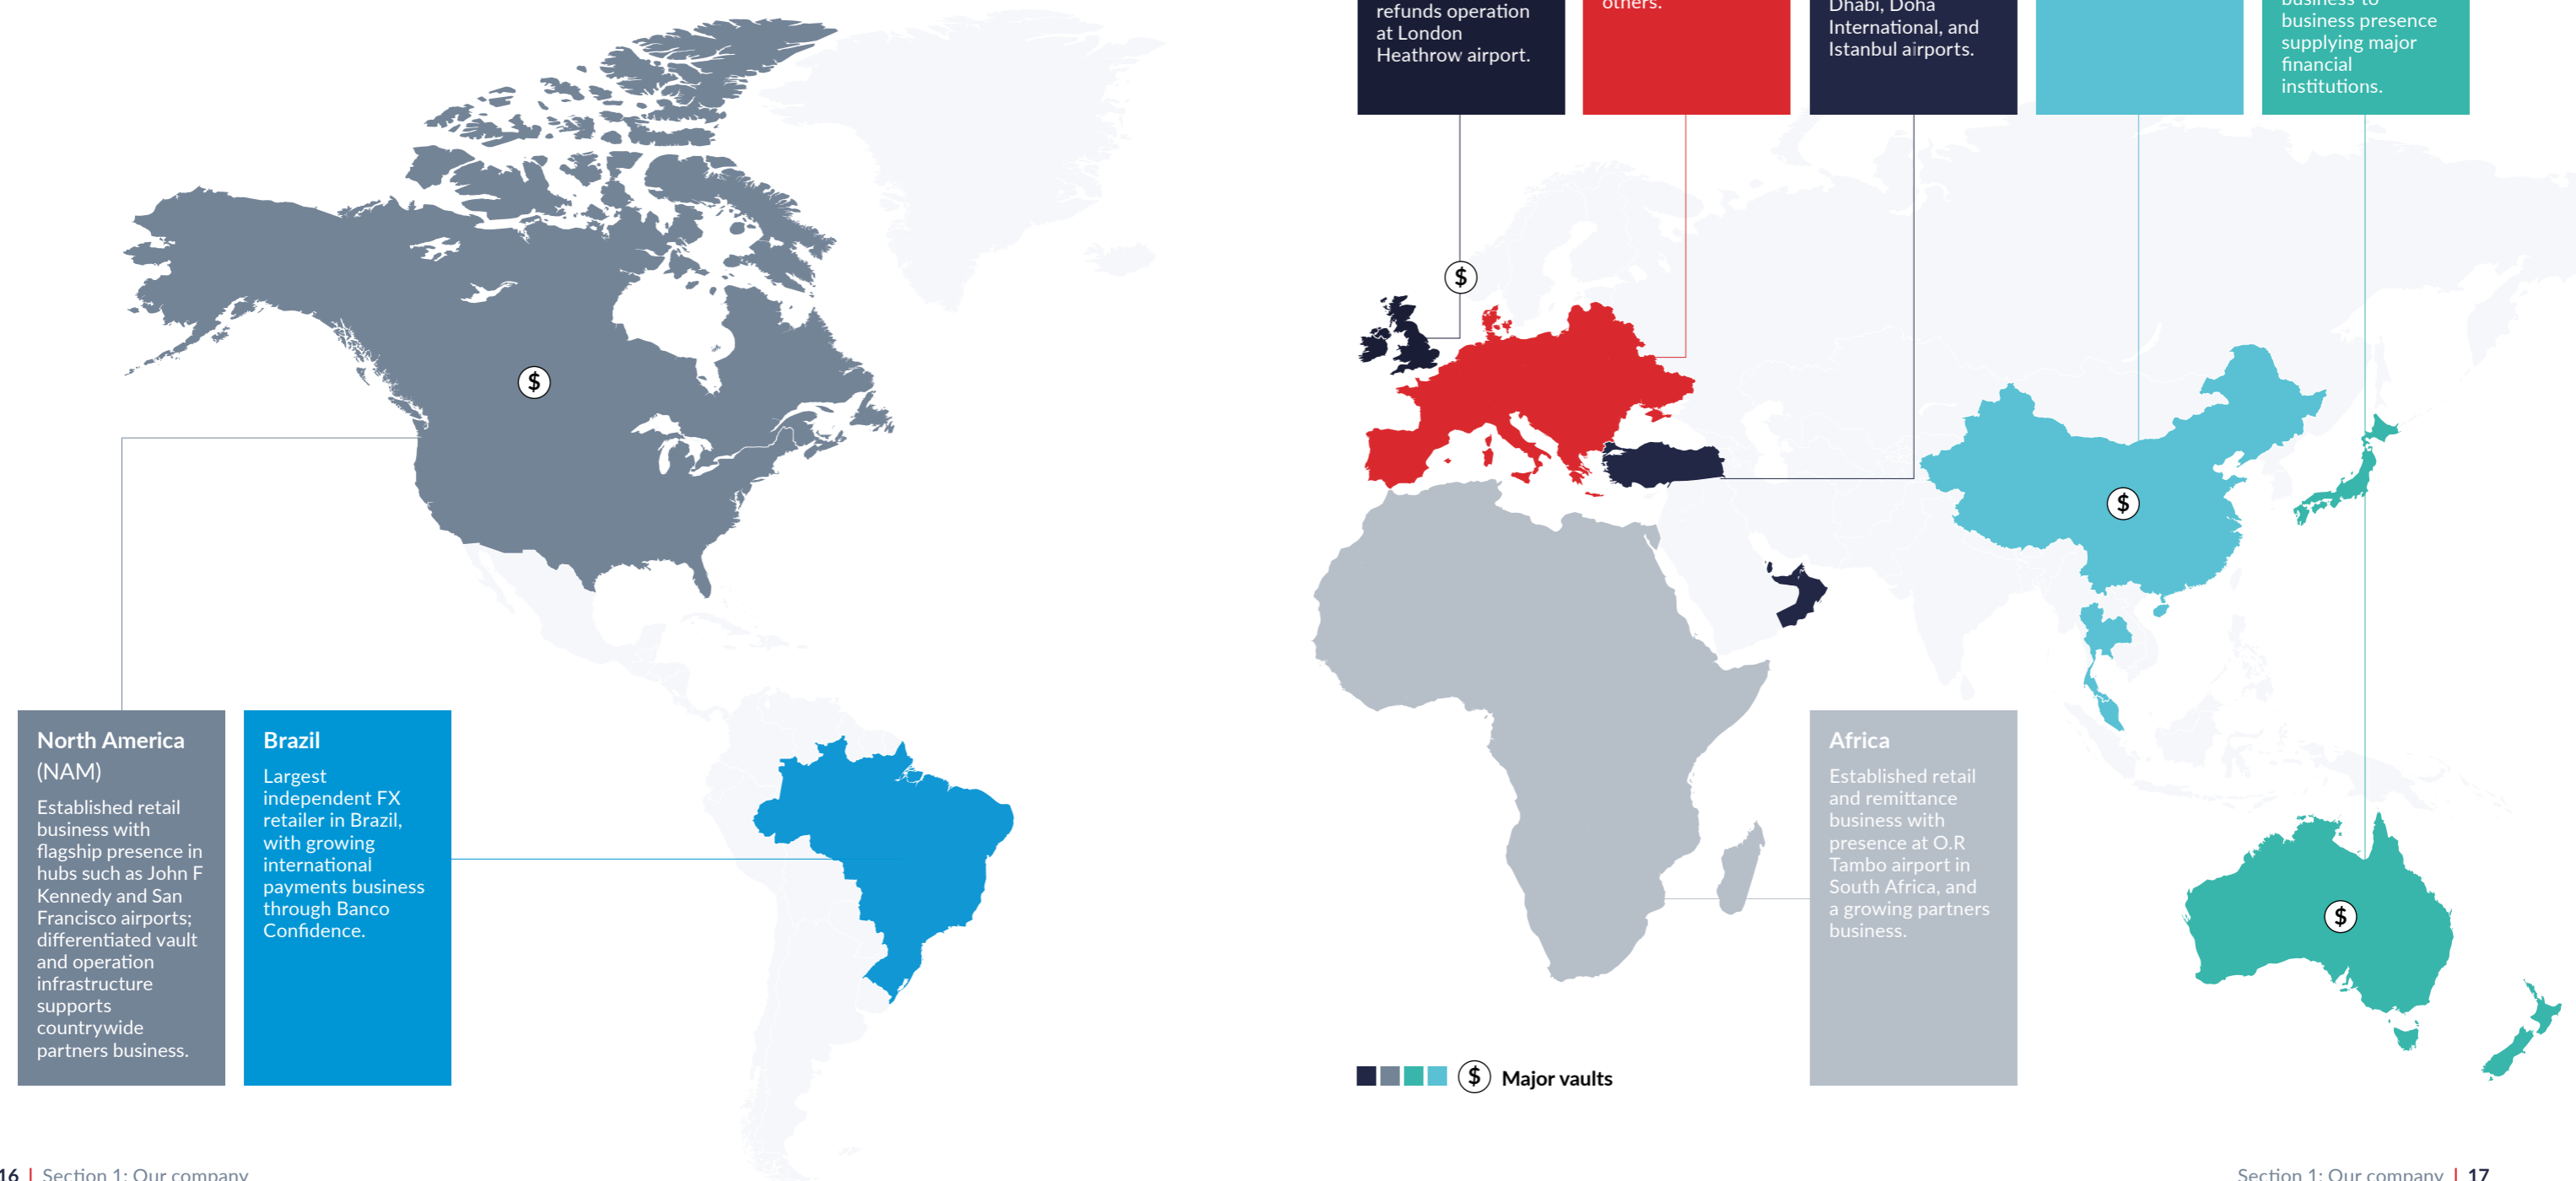 refunds operation
at London
Heathrow airport.
others.
Dhabi, Doha
International, and
Istanbul airports.
business to
business presence
supplying major
financial
institutions.
$
$
$
$
North America
(NAM)
Established retail
business with
flagship presence in
hubs such as John F
Kennedy and San
Francisco airports;
differentiated vault
and operation
infrastructure
supports
countrywide
partners business.
Brazil
Largest
independent FX
retailer in Brazil,
with growing
international
payments business
through Banco
Confidence.
Africa
Established retail
and remittance
business with
presence at O.R
Tambo airport in
South Africa, and
a growing partners
business.
$ Major vaults
16 | Section 1: Our company
Section 1: Our company | 17